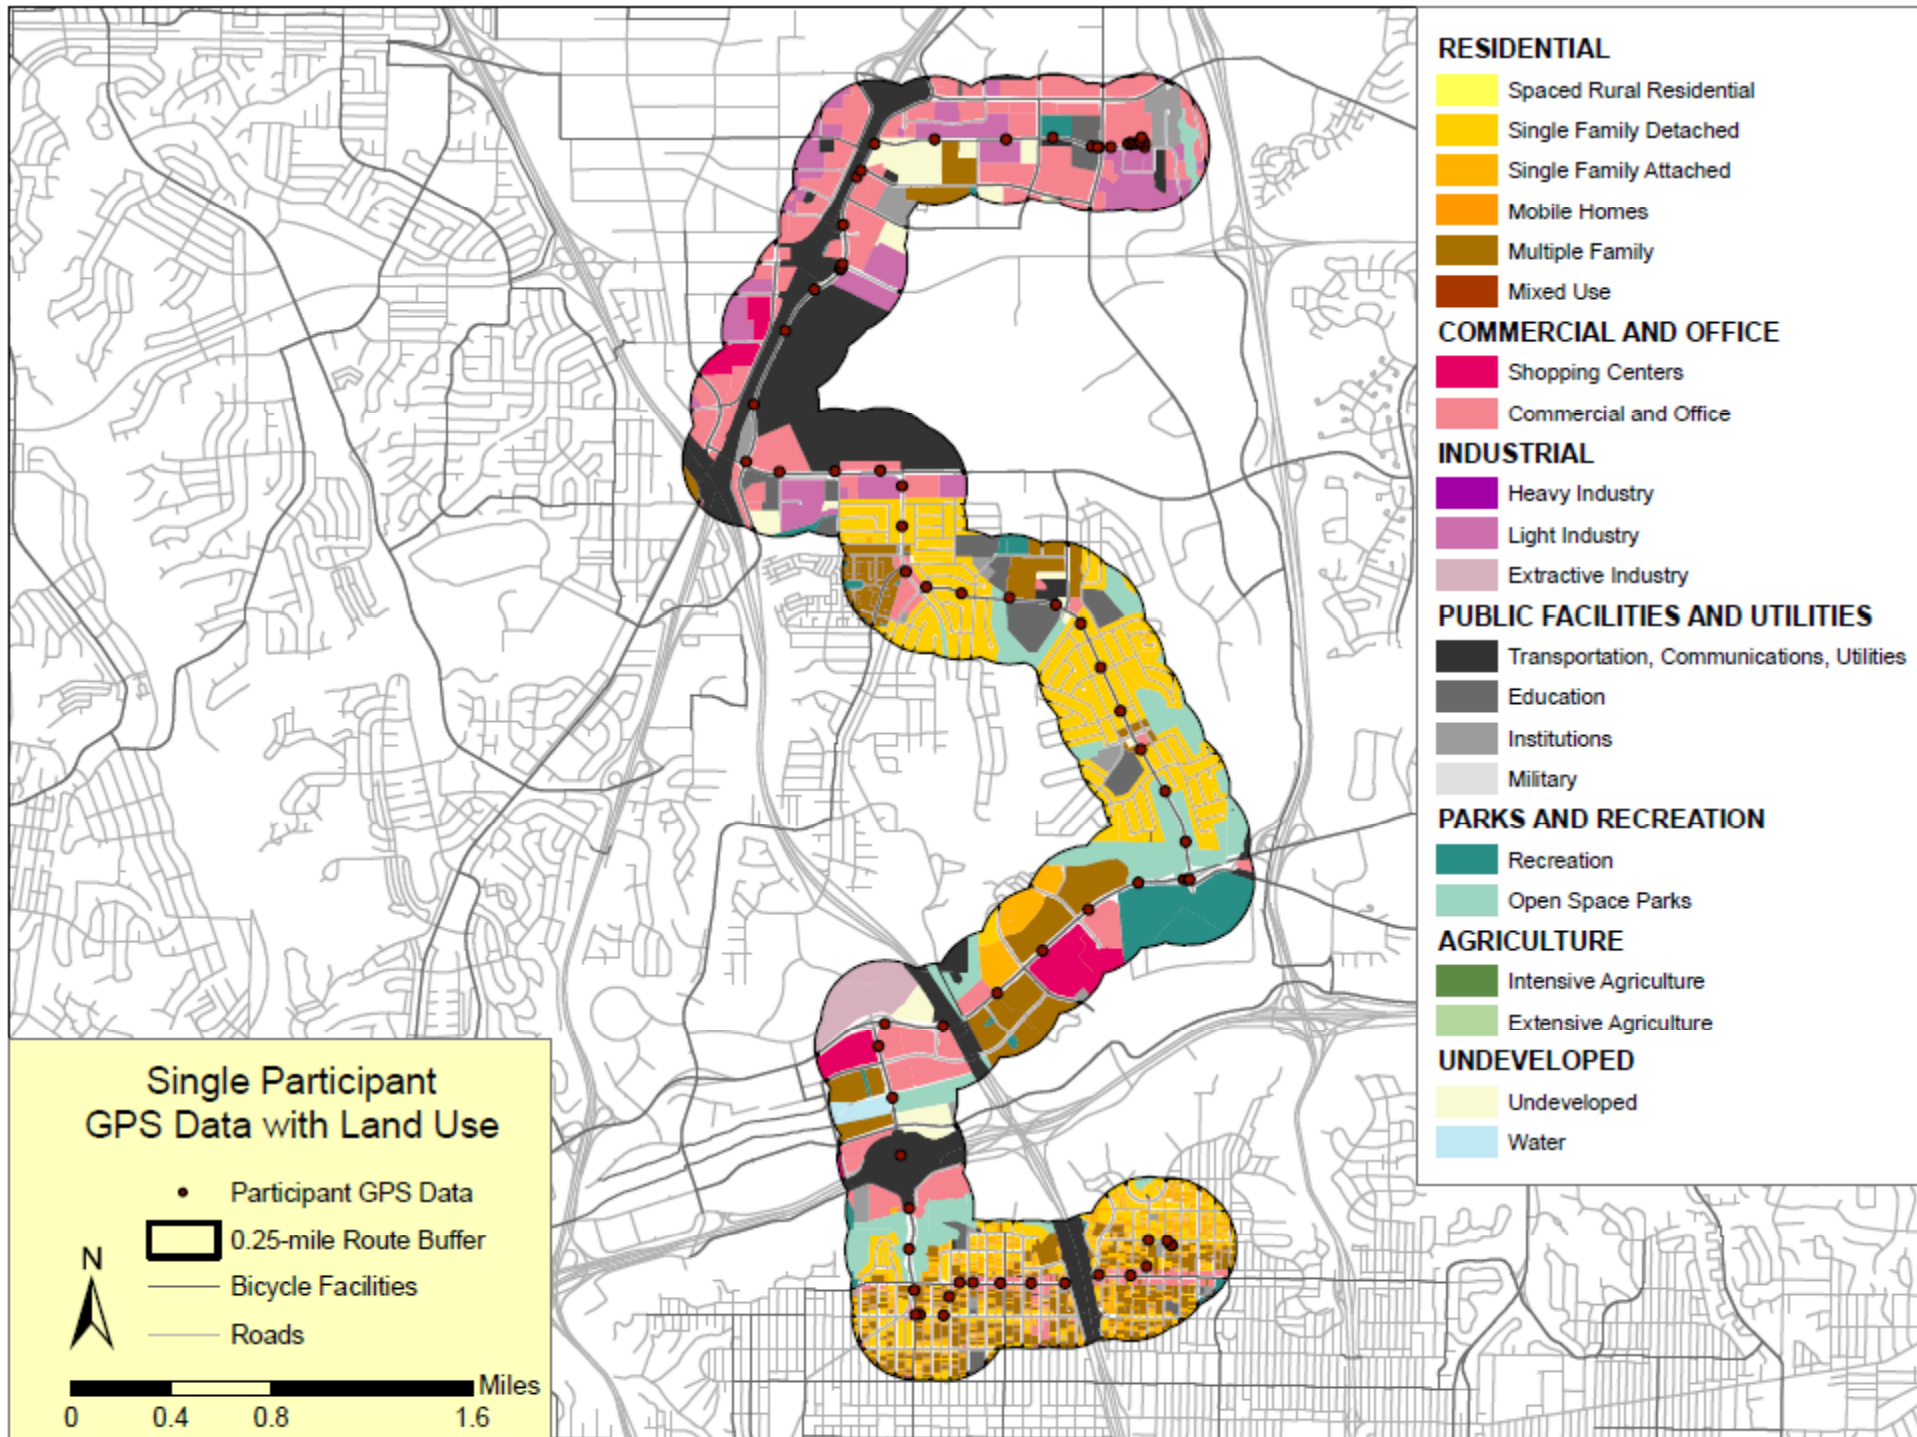 RESIDENTIAL
Spaced Rural Residential
Single Family Detached
Single Family Attached
Mobile Homes
Multiple Family
Mixed Use
COMMERCIAL AND OFFICE
Shopping Centers
Commercial and Office
INDUSTRIAL
Heavy Industry
Light Industry
Extractive Industry
PUBLIC FACILITIES AND UTILITIES
Transportation, Communications, Utilities
Education
Institutions
Military
PARKS AND RECREATION
Recreation
Open Space Parks
AGRICULTURE
Intensive Agriculture
Extensive Agriculture
UNDEVELOPED
Undeveloped
Water
Single Participant
GPS Data with Land Use
Participant GPS Data
0.25-mile Route Buffer
Bicycle Facilities
Roads
N
Miles
0 0.4 0.8 1.6